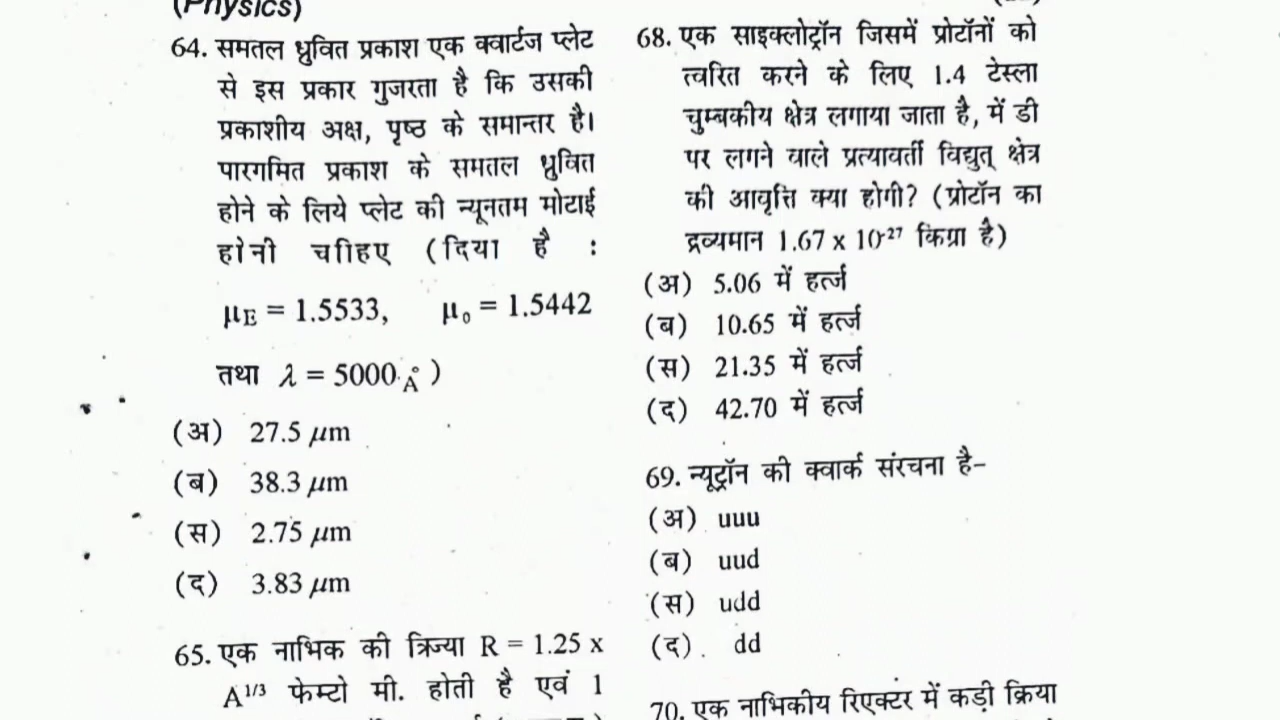 (Physics)
64. समतल ध्रुवित प्रकाश एक क्वार्टज प्लेट
से इस प्रकार गुजरता है कि उसकी
प्रकाशीय अक्ष, पृष्ठ के समान्तर है।
पारगमित प्रकाश के समतल ध्रुवित
होने के लिये प्लेट की न्यूनतम मोटाई
होनी चाहिए (दिया है :
μE = 1.5533, μ₀ = 1.5442
तथा λ = 5000 Å )
(अ) 27.5 μm
(ब) 38.3 μm
(स) 2.75 μm
(द) 3.83 μm
65. एक नाभिक की त्रिज्या R = 1.25 x
A^1/3 फेम्टो मी. होती है एवं 1
68. एक साइक्लोट्रॉन जिसमें प्रोटॉनों को
त्वरित करने के लिए 1.4 टेस्ला
चुम्बकीय क्षेत्र लगाया जाता है, में डी
पर लगने वाले प्रत्यावर्ती विद्युत् क्षेत्र
की आवृत्ति क्या होगी? (प्रोटॉन का
द्रव्यमान 1.67 x 10⁻²⁷ किग्रा है)
(अ) 5.06 में हर्त्ज
(ब) 10.65 में हर्त्ज
(स) 21.35 में हर्त्ज
(द) 42.70 में हर्त्ज
69. न्यूट्रॉन की क्वार्क संरचना है-
(अ) uuu
(ब) uud
(स) udd
(द). dd
70. एक नाभिकीय रिएक्टर में कड़ी क्रिया